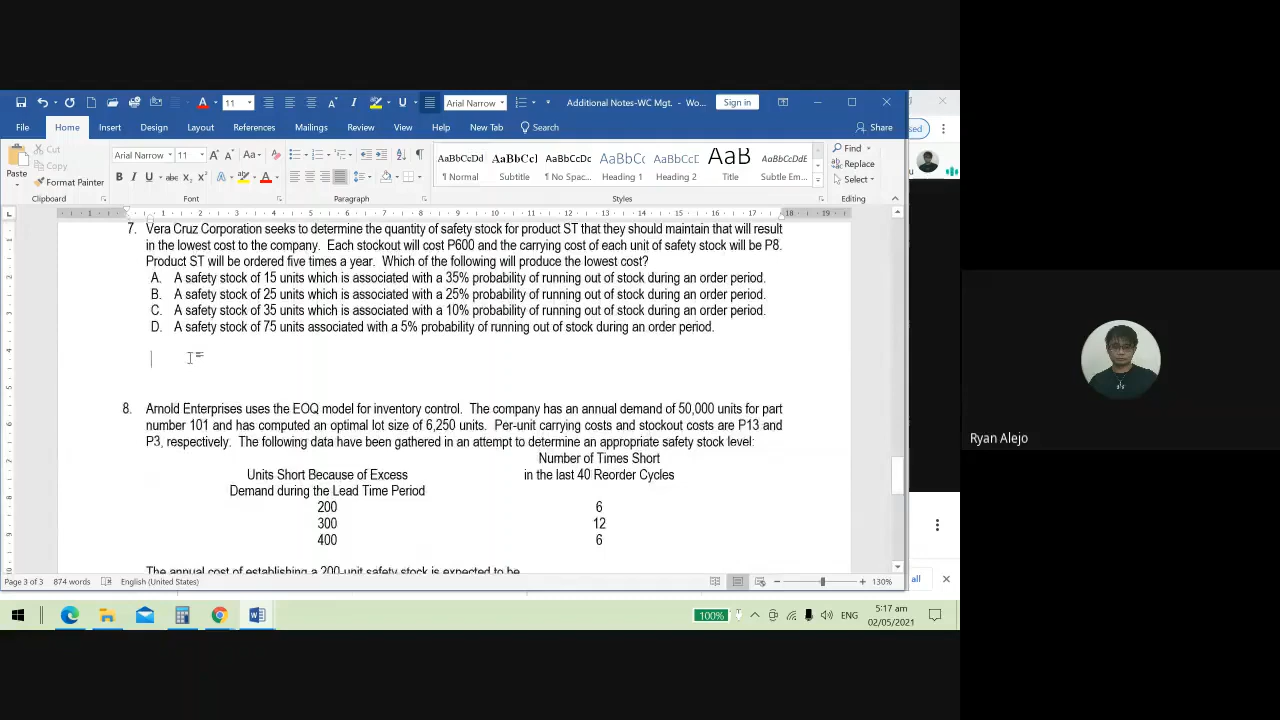 11
Arial Narrow
Additional Notes-WC Mgt. - Wo...
Sign in
File Home Insert Design Layout References Mailings Review View Help New Tab Search Share
Paste
Cut
Copy
Format Painter
Arial Narrow 11
AaBbCcDd AaBbCcI AaBbCcDc AaBbCc AaBbCcD AaB AaBbCcDdE
¶ Normal Subtitle ¶ No Spac... Heading 1 Heading 2 Title Subtle Em...
Find
Replace
Select
Clipboard Font Paragraph Styles Editing
7. Vera Cruz Corporation seeks to determine the quantity of safety stock for product ST that they should maintain that will result
in the lowest cost to the company. Each stockout will cost P600 and the carrying cost of each unit of safety stock will be P8.
Product ST will be ordered five times a year. Which of the following will produce the lowest cost?
A. A safety stock of 15 units which is associated with a 35% probability of running out of stock during an order period.
B. A safety stock of 25 units which is associated with a 25% probability of running out of stock during an order period.
C. A safety stock of 35 units which is associated with a 10% probability of running out of stock during an order period.
D. A safety stock of 75 units associated with a 5% probability of running out of stock during an order period.
8. Arnold Enterprises uses the EOQ model for inventory control. The company has an annual demand of 50,000 units for part
number 101 and has computed an optimal lot size of 6,250 units. Per-unit carrying costs and stockout costs are P13 and
P3, respectively. The following data have been gathered in an attempt to determine an appropriate safety stock level:
Number of Times Short
Units Short Because of Excess in the last 40 Reorder Cycles
Demand during the Lead Time Period
200 6
300 12
400 6
The annual cost of establishing a 200-unit safety stock is expected to be
Page 3 of 3 874 words English (United States) 130%
all
100% ENG 5:17 am
02/05/2021
Ryan Alejo